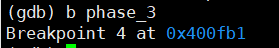 (gdb) b phase_3
Breakpoint 4 at 0x400fb1